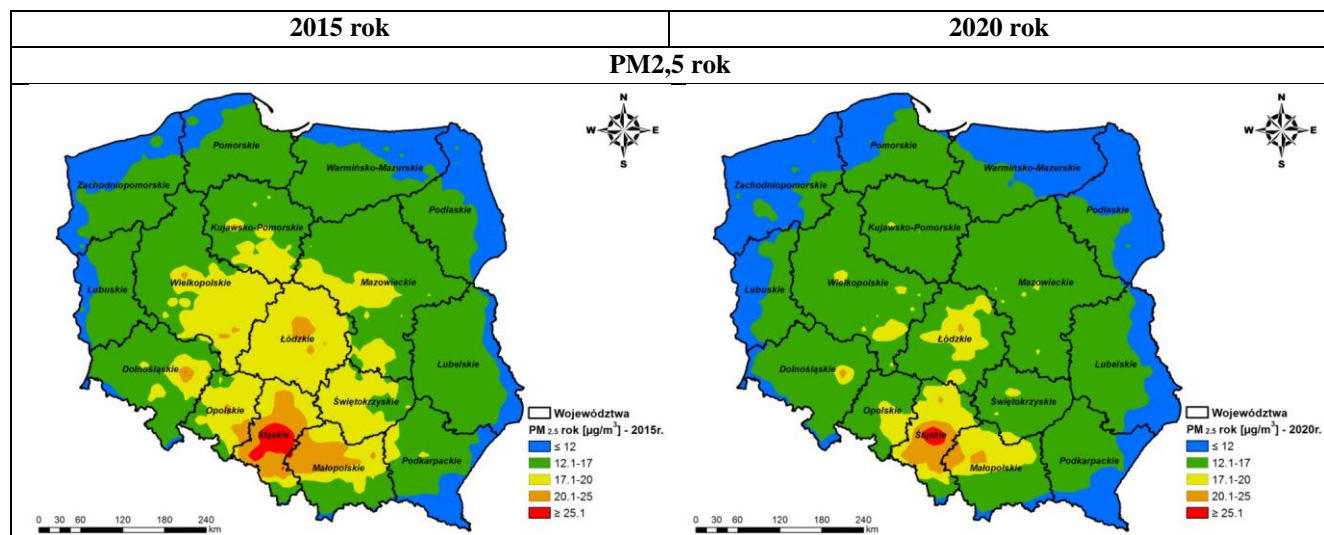 2015 rok
2020 rok
PM2,5 rok
N
W E
S
Pomorskie
Warmińsko-Mazurskie
Zachodniopomorskie
Podlaskie
Kujawsko-Pomorskie
Wielkopolskie
Mazowieckie
Lubuskie
Łódzkie
Dolnośląskie
Lubelskie
Opolskie
Świętokrzyskie
Śląskie
Małopolskie
Podkarpackie
Województwa
PM 2.5 rok [µg/m³] - 2015r.
≤ 12
12.1-17
17.1-20
20.1-25
≥ 25.1
0 30 60 120 180 240
km
N
W E
S
Pomorskie
Warmińsko-Mazurskie
Zachodniopomorskie
Podlaskie
Kujawsko-Pomorskie
Wielkopolskie
Mazowieckie
Lubuskie
Łódzkie
Dolnośląskie
Lubelskie
Opolskie
Świętokrzyskie
Śląskie
Małopolskie
Podkarpackie
Województwa
PM 2.5 rok [µg/m³] - 2020r.
≤ 12
12.1-17
17.1-20
20.1-25
≥ 25.1
0 30 60 120 180 240
km